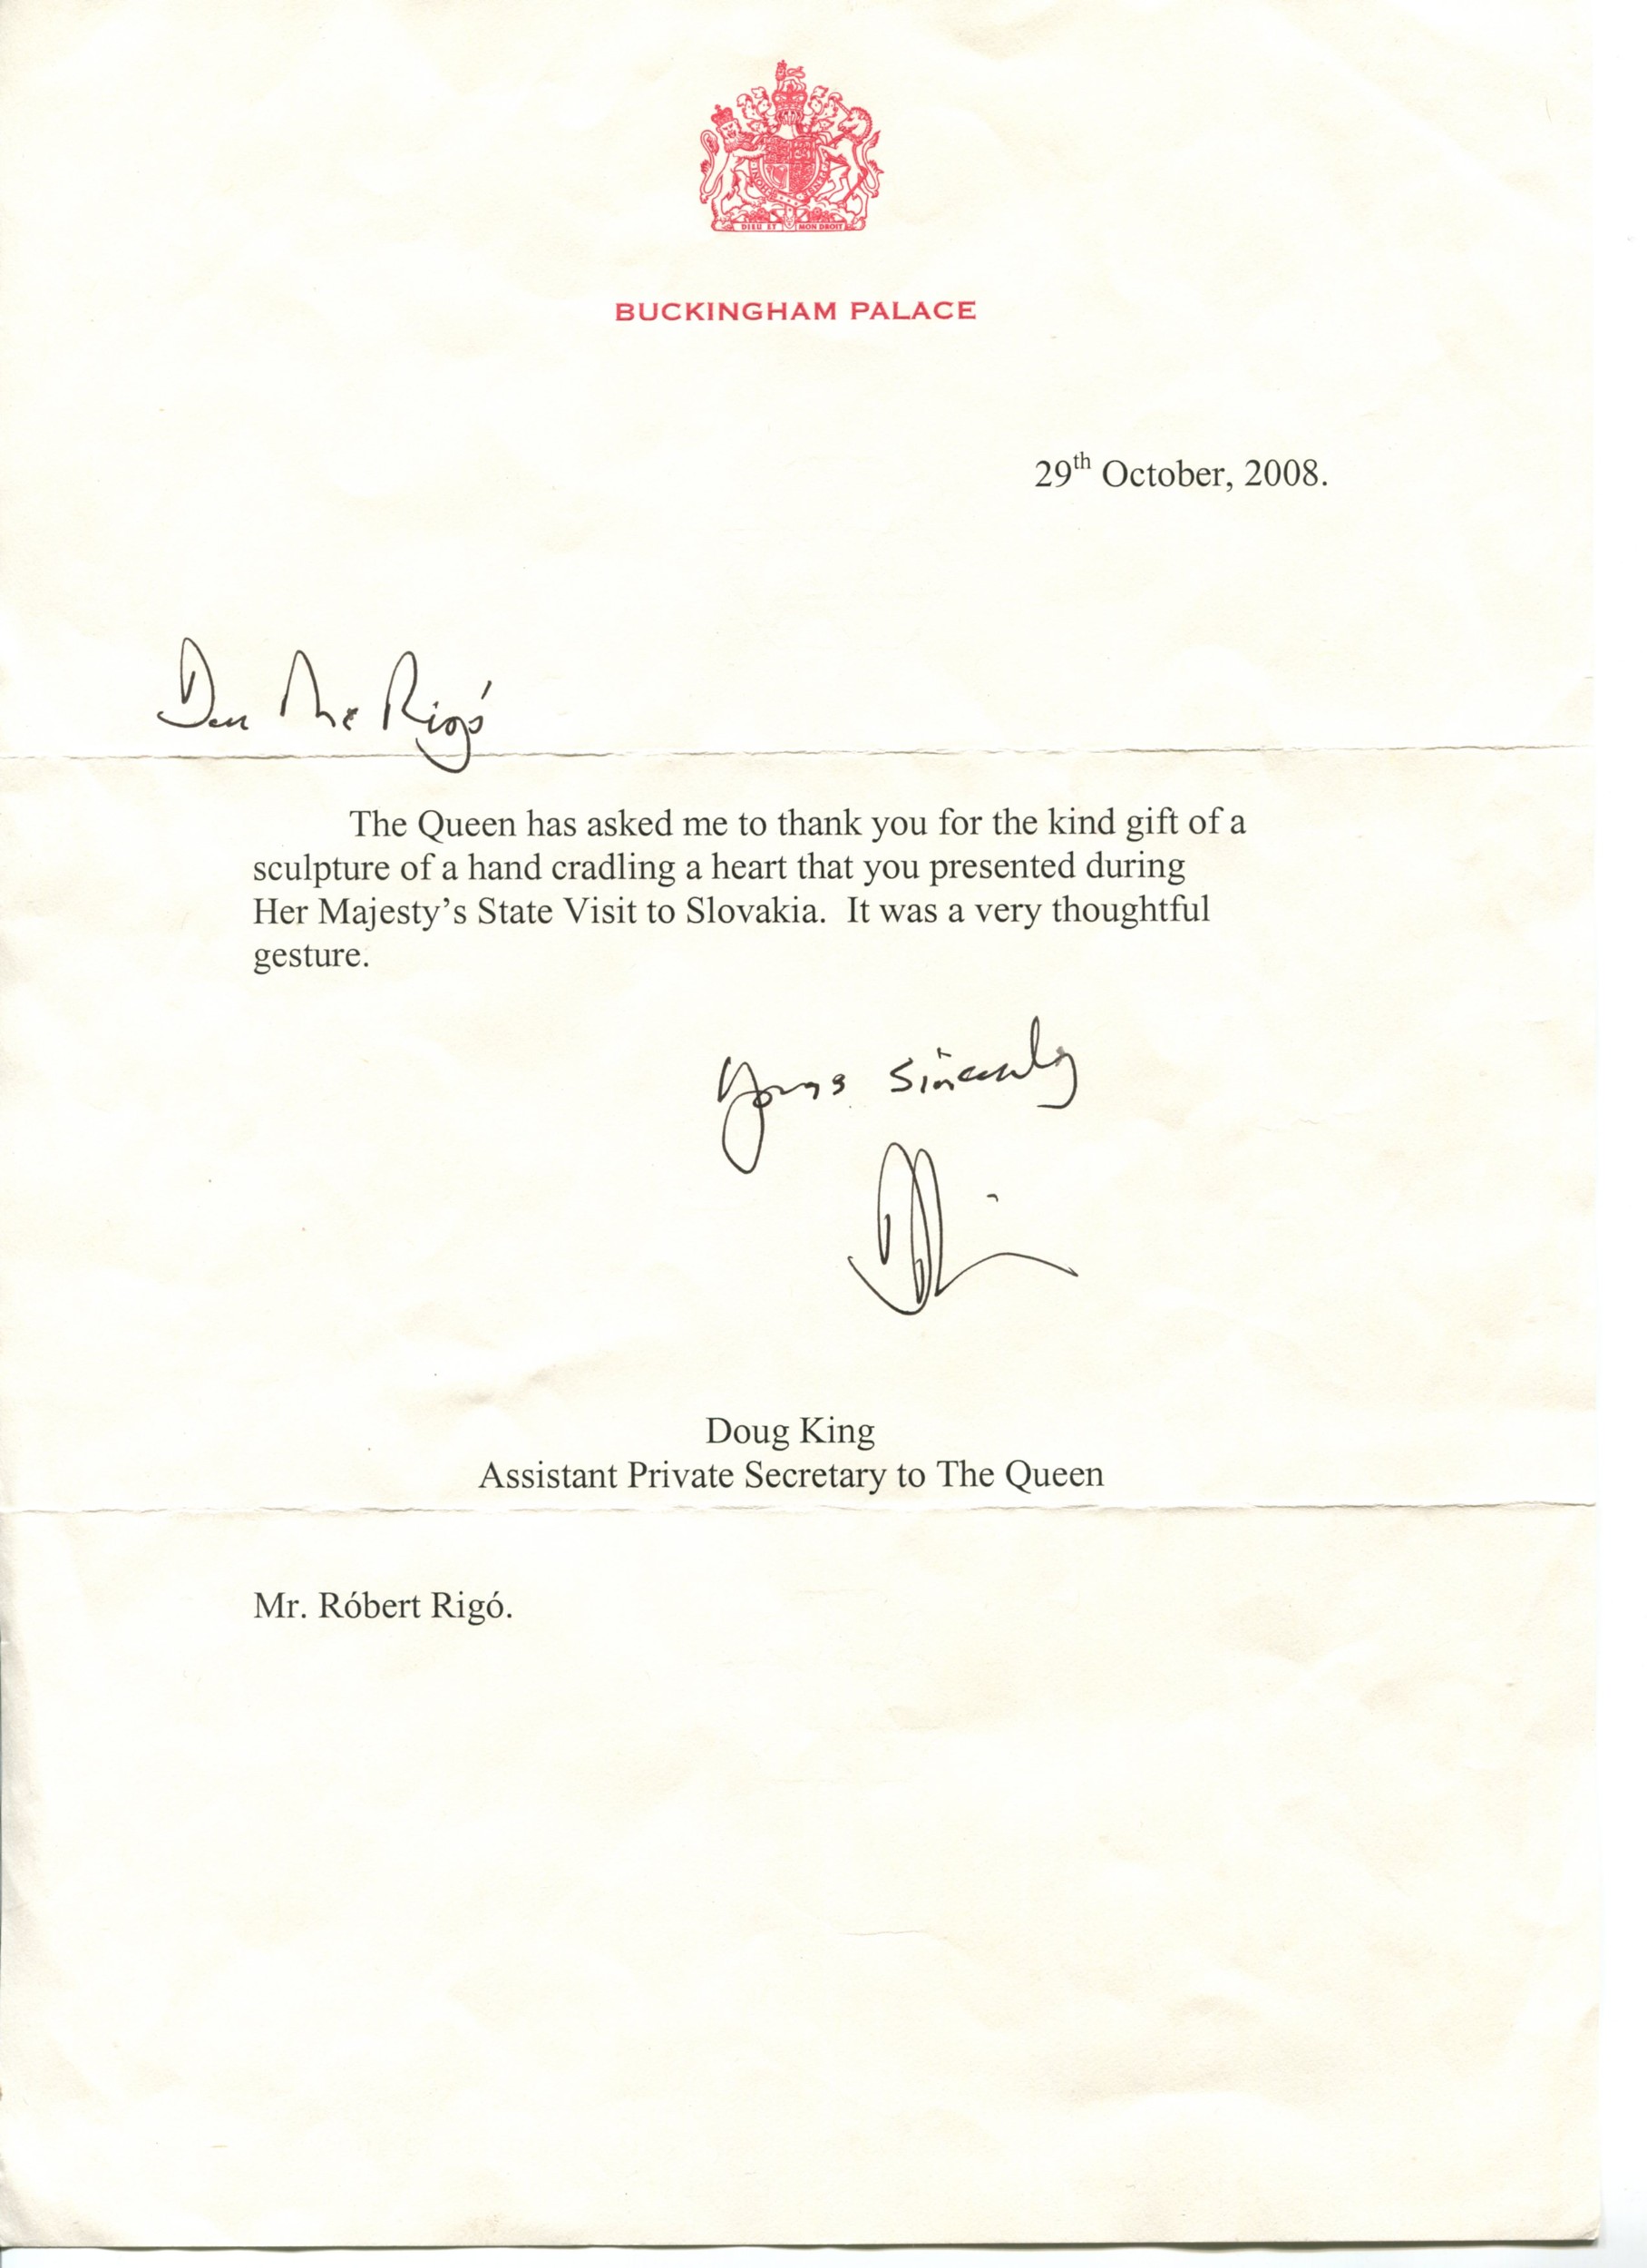 DIEU ET MON DROIT
BUCKINGHAM PALACE
29th October, 2008.
Dear Mr Rigó
The Queen has asked me to thank you for the kind gift of a
sculpture of a hand cradling a heart that you presented during
Her Majesty’s State Visit to Slovakia. It was a very thoughtful
gesture.
Yours sincerely
Doug King
Assistant Private Secretary to The Queen
Mr. Róbert Rigó.